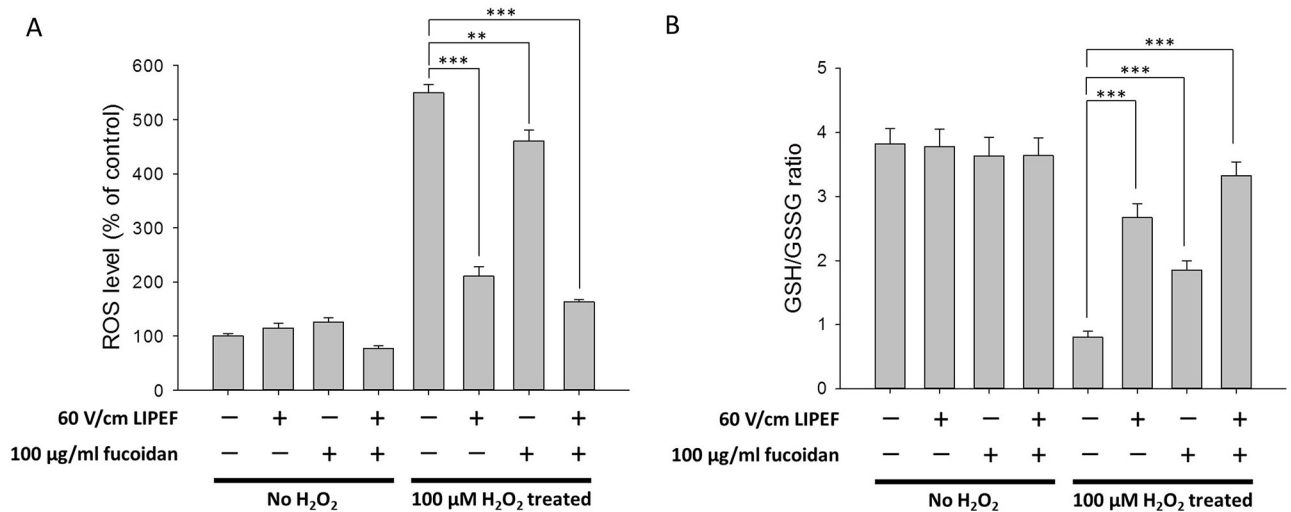 A
ROS level (% of control)
600
500
400
300
200
100
0
***
**
***
60 V/cm LIPEF − + − + − + − +
100 µg/ml fucoidan − − + + − − + +
No H₂O₂ 100 µM H₂O₂ treated
B
GSH/GSSG ratio
5
4
3
2
1
0
***
***
***
60 V/cm LIPEF − + − + − + − +
100 µg/ml fucoidan − − + + − − + +
No H₂O₂ 100 µM H₂O₂ treated